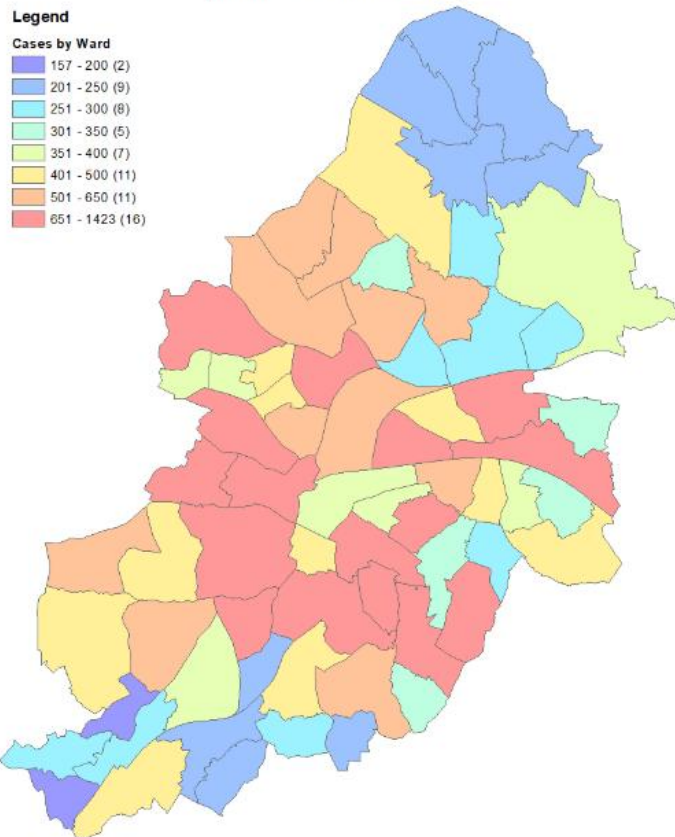 Legend
Cases by Ward
157 - 200 (2)
201 - 250 (9)
251 - 300 (8)
301 - 350 (5)
351 - 400 (7)
401 - 500 (11)
501 - 650 (11)
651 - 1423 (16)